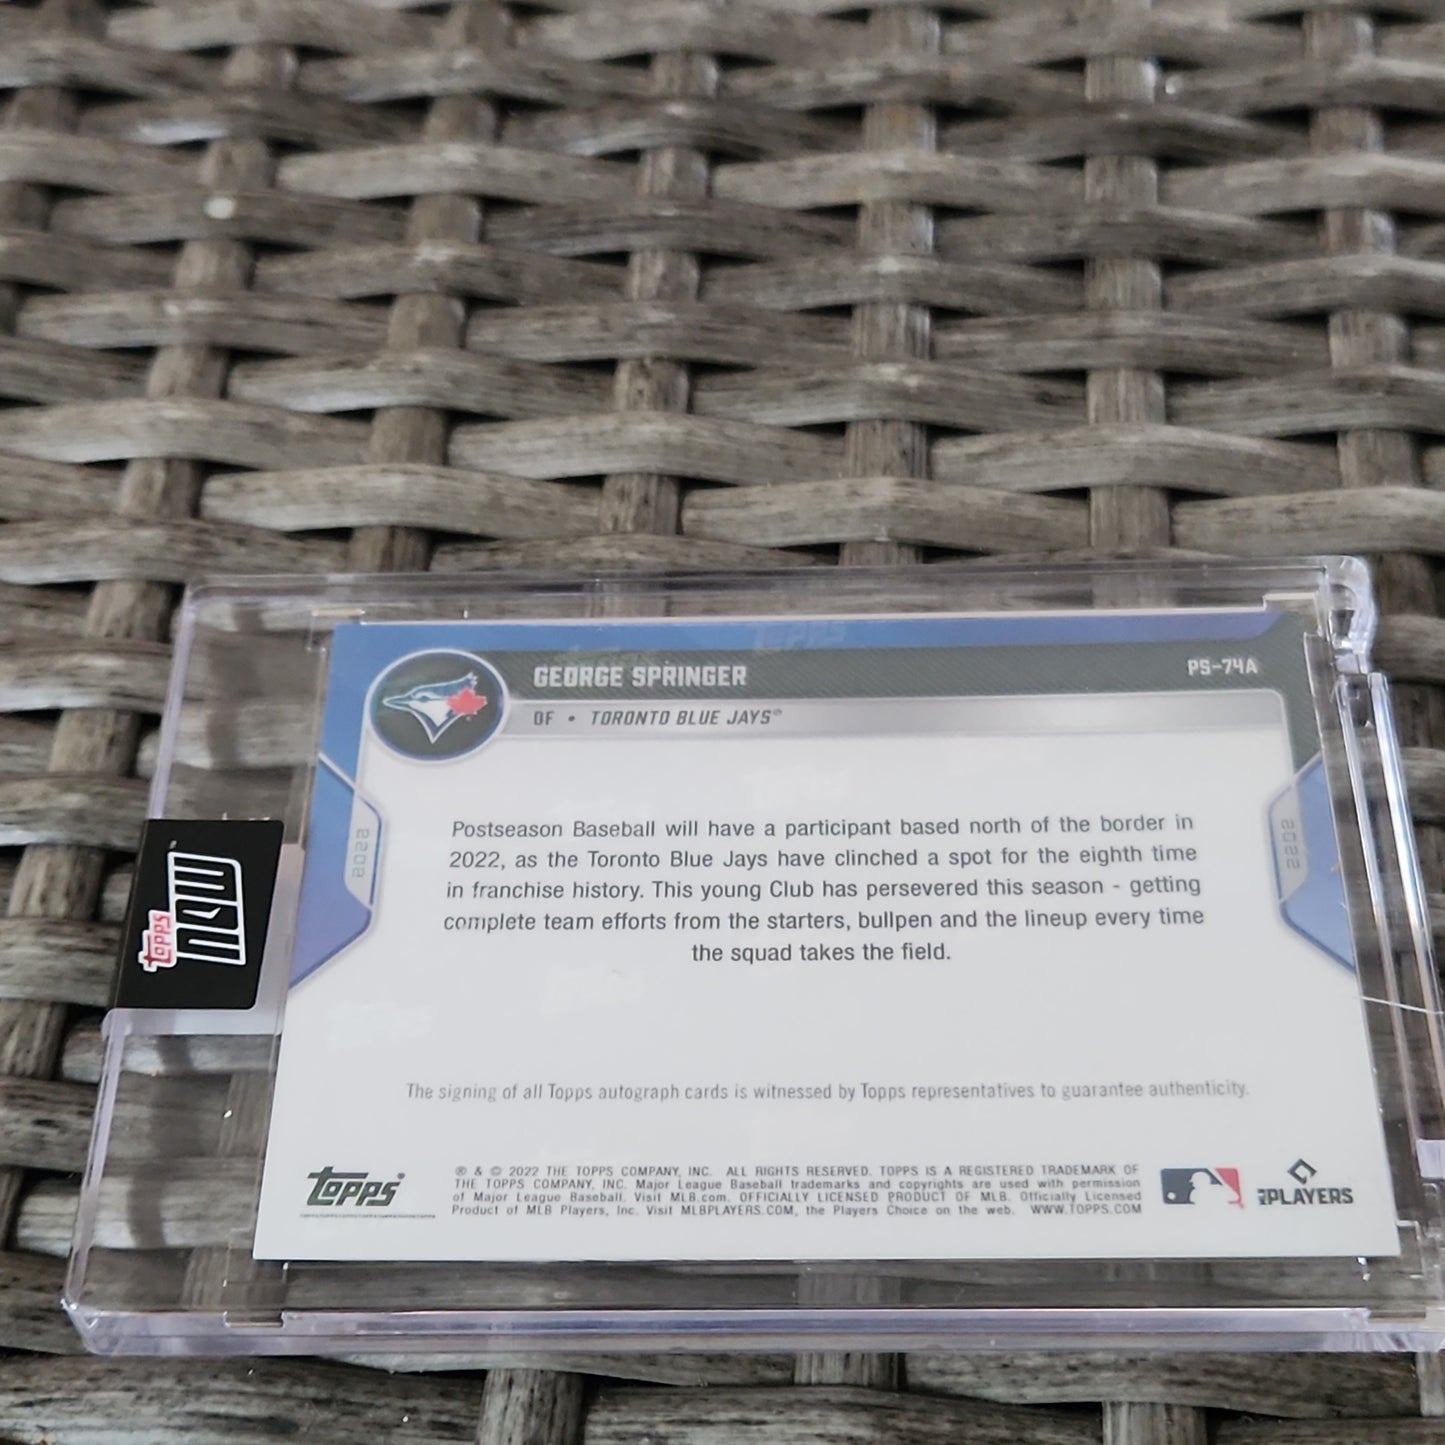 GEORGE SPRINGER
PS-74A
OF • TORONTO BLUE JAYS®
2022
2022
Postseason Baseball will have a participant based north of the border in
2022, as the Toronto Blue Jays have clinched a spot for the eighth time
in franchise history. This young Club has persevered this season - getting
complete team efforts from the starters, bullpen and the lineup every time
the squad takes the field.
Topps NOW
The signing of all Topps autograph cards is witnessed by Topps representatives to guarantee authenticity.
Topps®
® & © 2022 THE TOPPS COMPANY, INC. ALL RIGHTS RESERVED. TOPPS IS A REGISTERED TRADEMARK OF
THE TOPPS COMPANY, INC. Major League Baseball trademarks and copyrights are used with permission
of Major League Baseball. Visit MLB.com. OFFICIALLY LICENSED PRODUCT OF MLB. Officially Licensed
Product of MLB Players, Inc. Visit MLBPLAYERS.COM, the Players Choice on the web. WWW.TOPPS.COM
PLAYERS